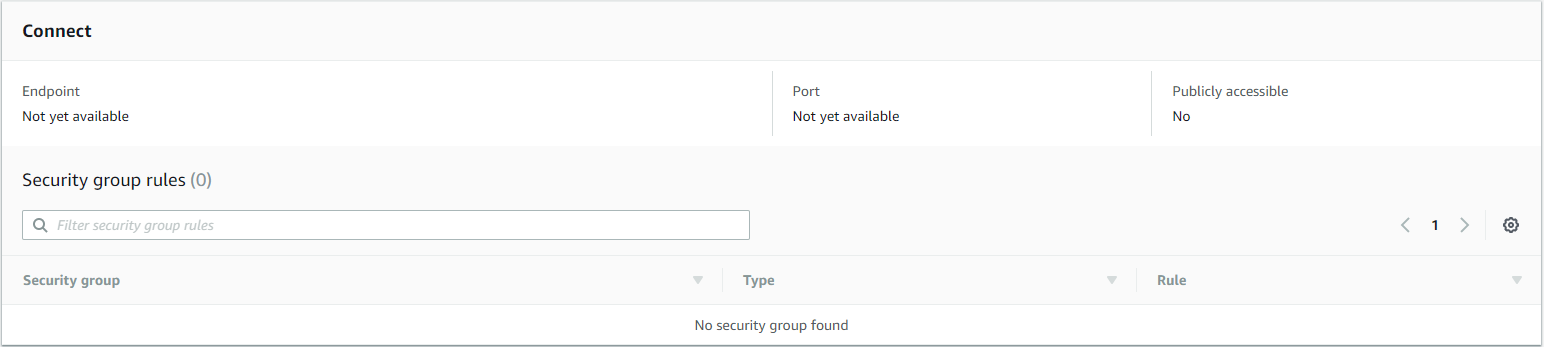 Connect
Endpoint
Port
Publicly accessible
Not yet available
Not yet available
No
Security group rules (0)
Filter security group rules
1
Security group
Type
Rule
No security group found